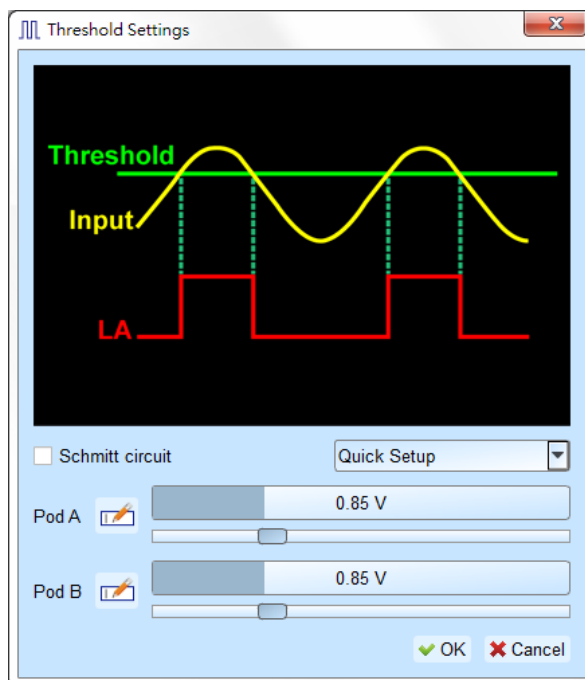 Threshold Settings
Threshold
Input
LA
Schmitt circuit
Quick Setup
Pod A
0.85 V
Pod B
0.85 V
OK
Cancel